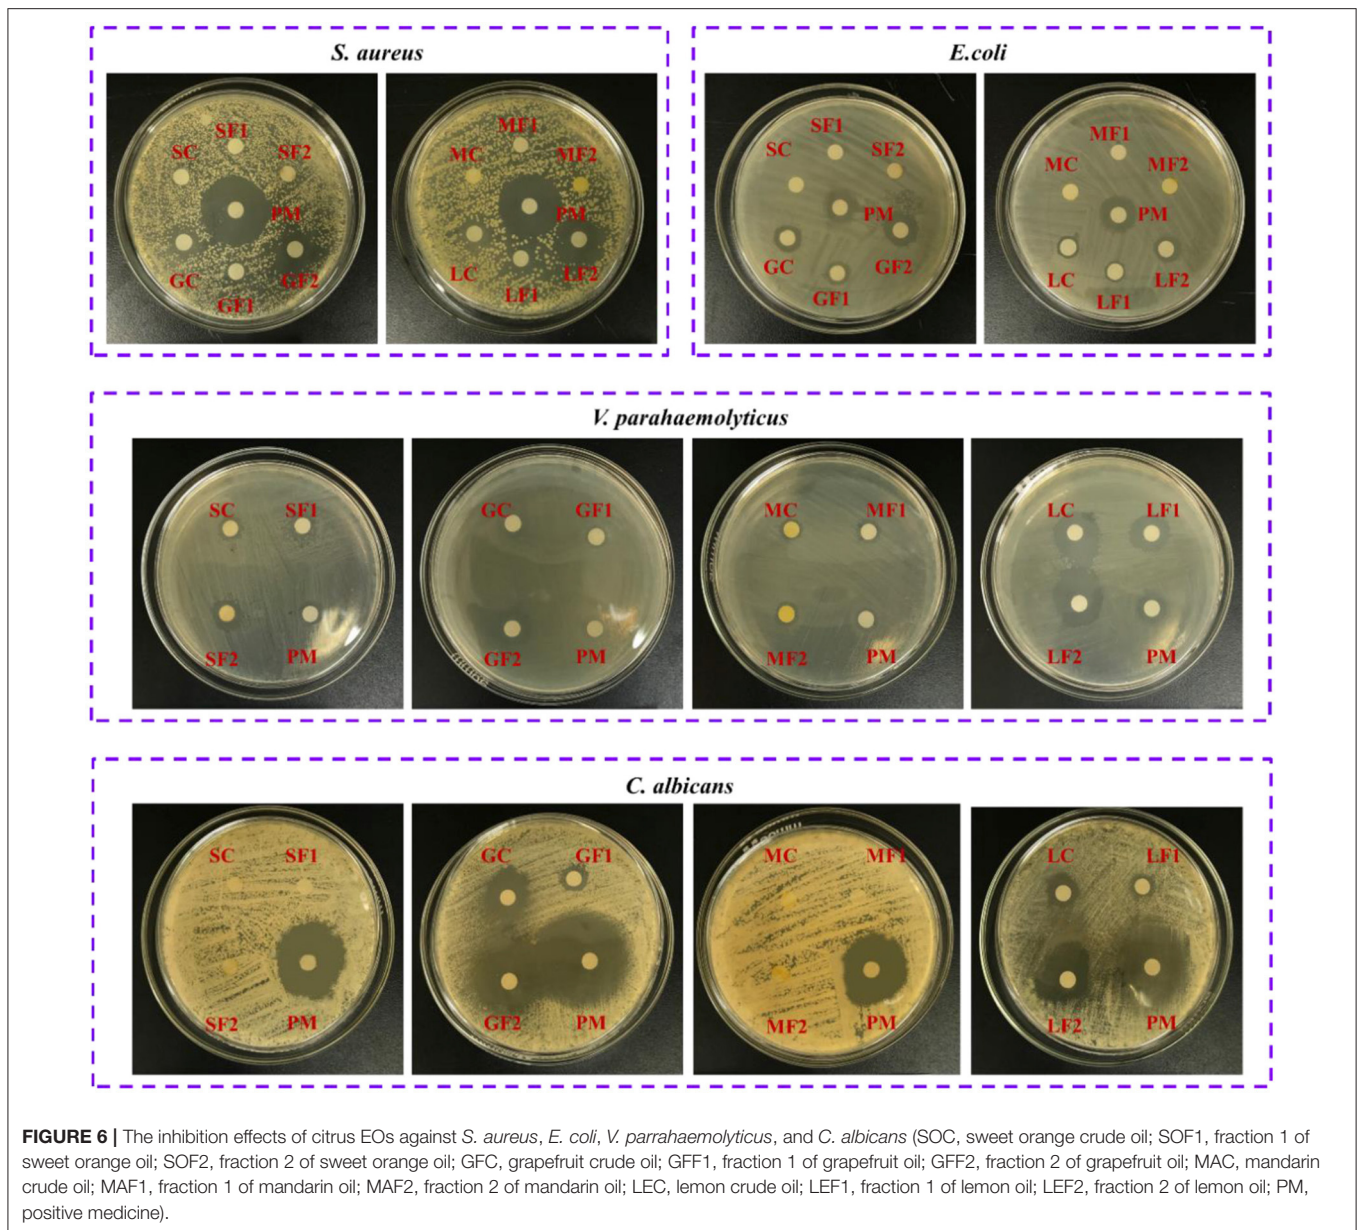 S. aureus
E.coli
SF1
SC
SF2
PM
GC
GF2
GF1
MF1
MC
MF2
PM
LC
LF2
LF1
SF1
SC
SF2
PM
GC
GF2
GF1
MF1
MC
MF2
PM
LC
LF2
LF1
V. parahaemolyticus
SC SF1
SF2 PM
GC GF1
GF2 PM
MC MF1
MF2 PM
LC LF1
LF2 PM
C. albicans
SC SF1
SF2 PM
GC GF1
GF2 PM
MC MF1
MF2 PM
LC LF1
LF2 PM
FIGURE 6 | The inhibition effects of citrus EOs against S. aureus, E. coli, V. parrahaemolyticus, and C. albicans (SOC, sweet orange crude oil; SOF1, fraction 1 of
sweet orange oil; SOF2, fraction 2 of sweet orange oil; GFC, grapefruit crude oil; GFF1, fraction 1 of grapefruit oil; GFF2, fraction 2 of grapefruit oil; MAC, mandarin
crude oil; MAF1, fraction 1 of mandarin oil; MAF2, fraction 2 of mandarin oil; LEC, lemon crude oil; LEF1, fraction 1 of lemon oil; LEF2, fraction 2 of lemon oil; PM,
positive medicine).